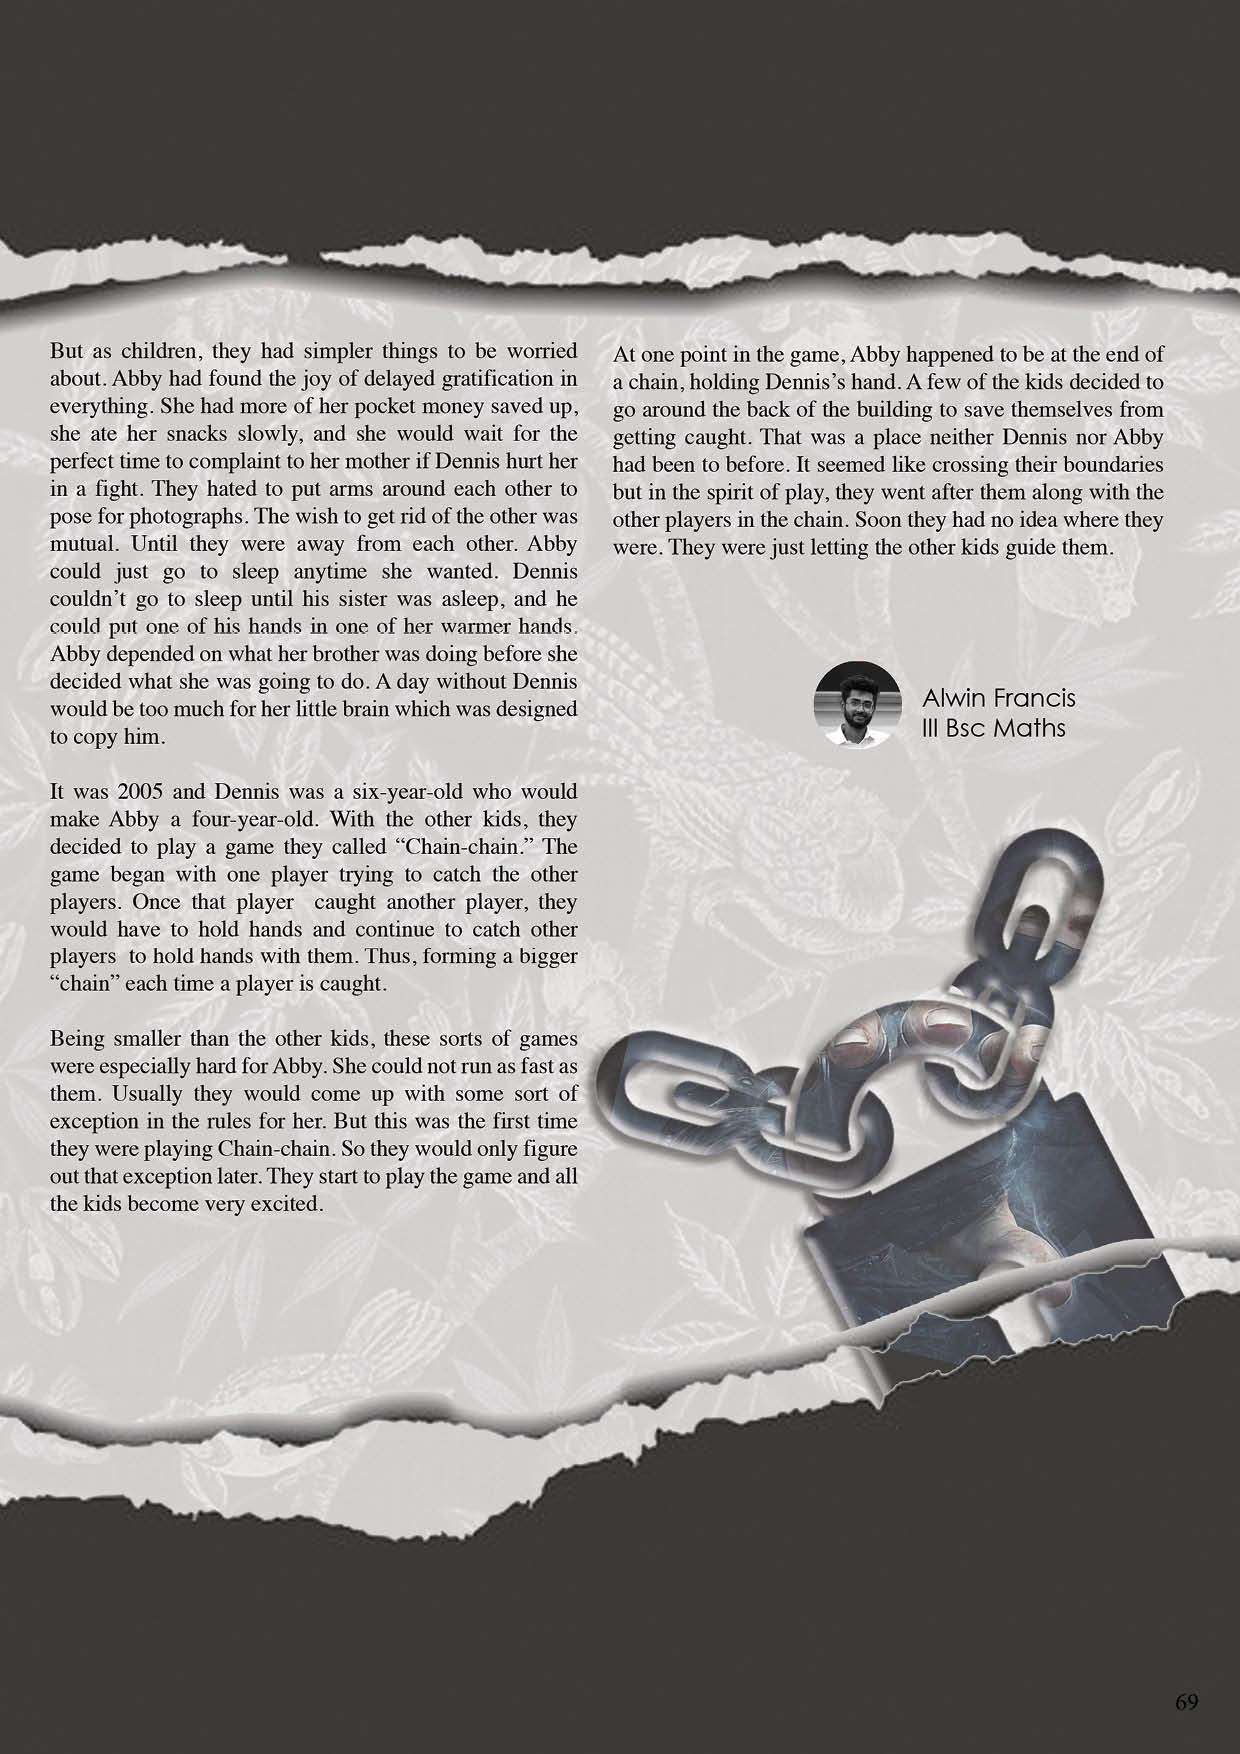 But as children, they had simpler things to be worried
about. Abby had found the joy of delayed gratification in
everything. She had more of her pocket money saved up,
she ate her snacks slowly, and she would wait for the
perfect time to complaint to her mother if Dennis hurt her
in a fight. They hated to put arms around each other to
pose for photographs. The wish to get rid of the other was
mutual. Until they were away from each other. Abby
could just go to sleep anytime she wanted. Dennis
couldn’t go to sleep until his sister was asleep, and he
could put one of his hands in one of her warmer hands.
Abby depended on what her brother was doing before she
decided what she was going to do. A day without Dennis
would be too much for her little brain which was designed
to copy him.
It was 2005 and Dennis was a six-year-old who would
make Abby a four-year-old. With the other kids, they
decided to play a game they called “Chain-chain.” The
game began with one player trying to catch the other
players. Once that player caught another player, they
would have to hold hands and continue to catch other
players to hold hands with them. Thus, forming a bigger
“chain” each time a player is caught.
Being smaller than the other kids, these sorts of games
were especially hard for Abby. She could not run as fast as
them. Usually they would come up with some sort of
exception in the rules for her. But this was the first time
they were playing Chain-chain. So they would only figure
out that exception later. They start to play the game and all
the kids become very excited.
At one point in the game, Abby happened to be at the end of
a chain, holding Dennis’s hand. A few of the kids decided to
go around the back of the building to save themselves from
getting caught. That was a place neither Dennis nor Abby
had been to before. It seemed like crossing their boundaries
but in the spirit of play, they went after them along with the
other players in the chain. Soon they had no idea where they
were. They were just letting the other kids guide them.
Alwin Francis
III Bsc Maths
69